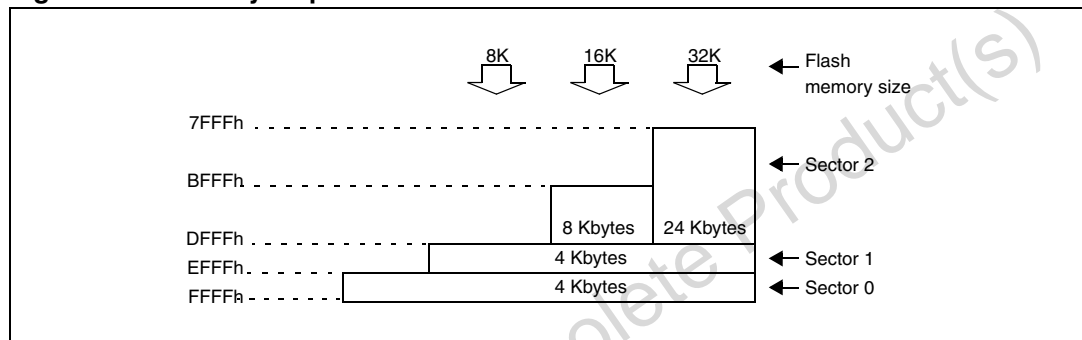 8K 16K 32K Flash
memory size
7FFFh
Sector 2
BFFFh
8 Kbytes 24 Kbytes
DFFFh
4 Kbytes Sector 1
EFFFh
4 Kbytes Sector 0
FFFFh
Product(s)